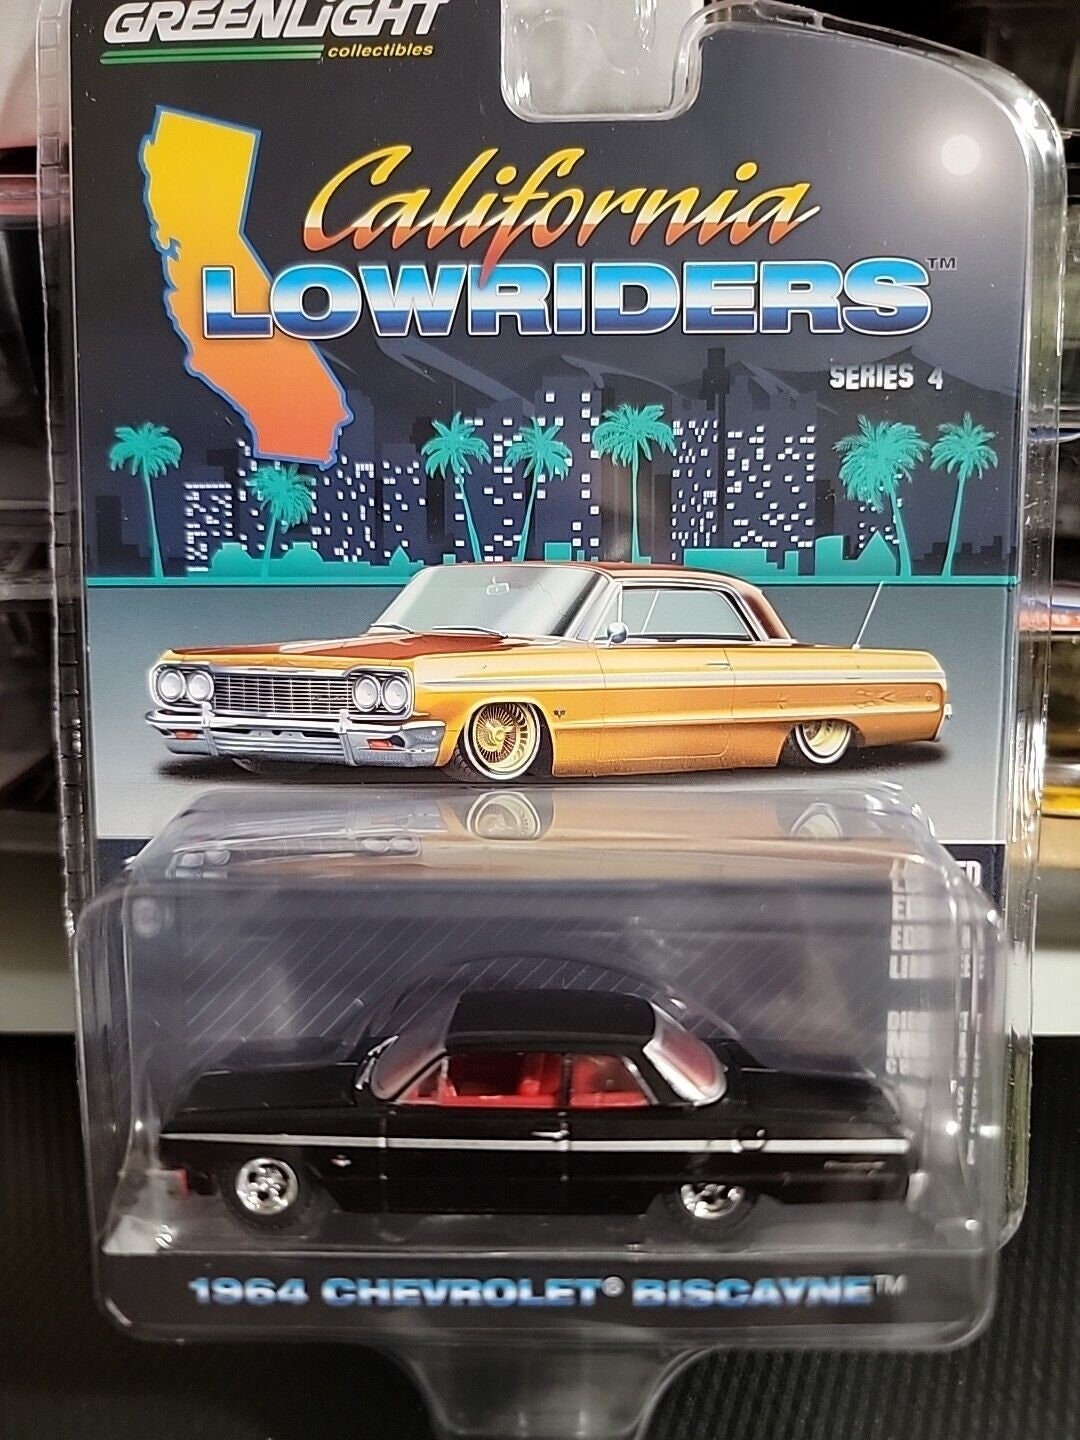 GREENLiGHT
collectibles
California
LOWRIDERS™
SERIES 4
1964 CHEVROLET® BISCAYNE™